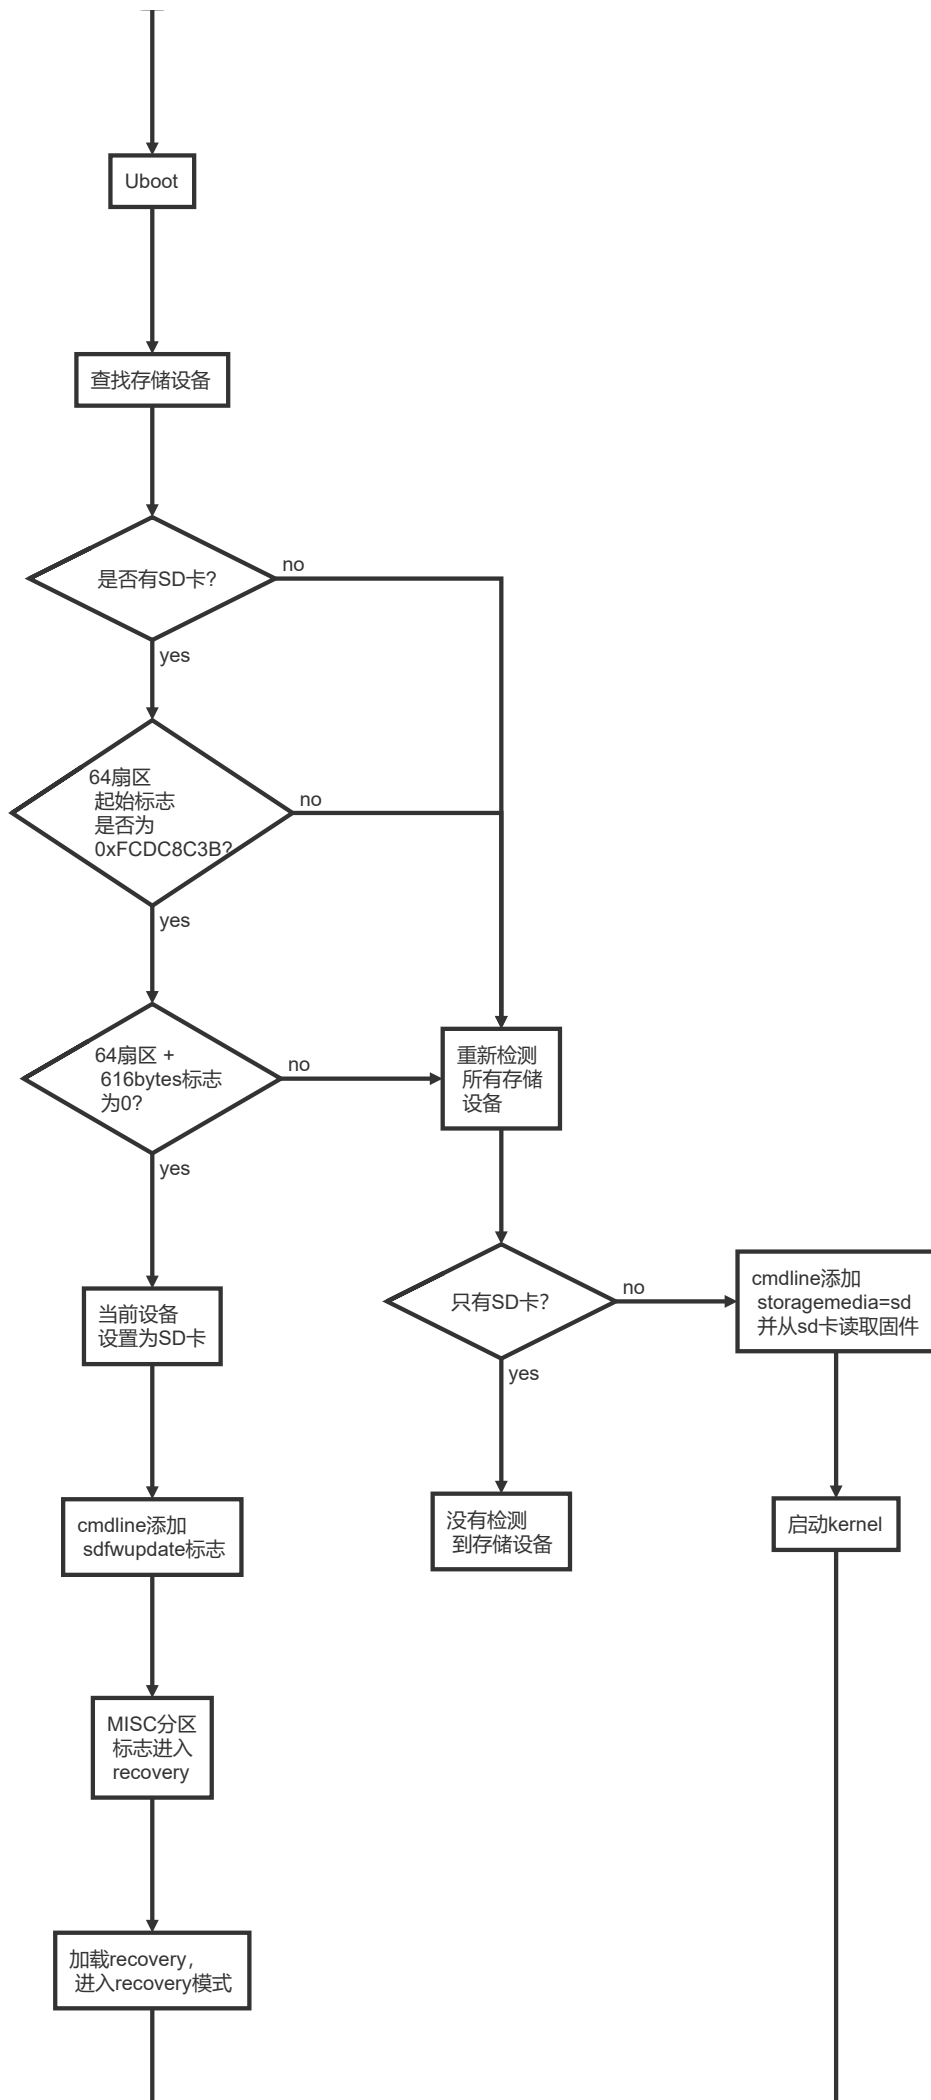 Uboot
查找存储设备
是否有SD卡?
no
yes
64扇区
起始标志
是否为
0xFCDC8C3B?
no
yes
64扇区 +
616bytes标志
为0?
no
yes
重新检测
所有存储
设备
当前设备
设置为SD卡
只有SD卡?
no
yes
cmdline添加
storagemedia=sd
并从sd卡读取固件
cmdline添加
sdfwupdate标志
没有检测
到存储设备
启动kernel
MISC分区
标志进入
recovery
加载recovery，
进入recovery模式